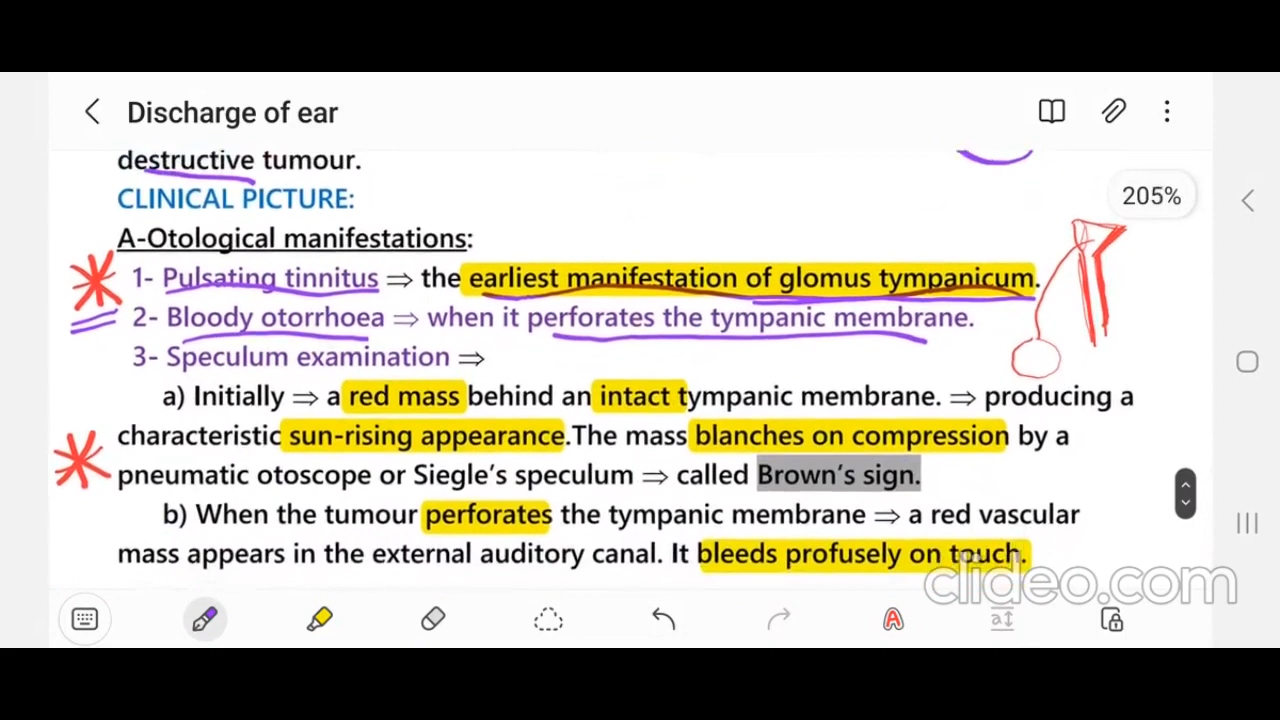 Discharge of ear
destructive tumour.
205%
CLINICAL PICTURE:
A-Otological manifestations:
1- Pulsating tinnitus ⇒ the earliest manifestation of glomus tympanicum.
2- Bloody otorrhoea ⇒ when it perforates the tympanic membrane.
3- Speculum examination ⇒
a) Initially ⇒ a red mass behind an intact tympanic membrane. ⇒ producing a
characteristic sun-rising appearance.The mass blanches on compression by a
pneumatic otoscope or Siegle's speculum ⇒ called Brown's sign.
b) When the tumour perforates the tympanic membrane ⇒ a red vascular
mass appears in the external auditory canal. It bleeds profusely on touch.
clideo.com
A
a